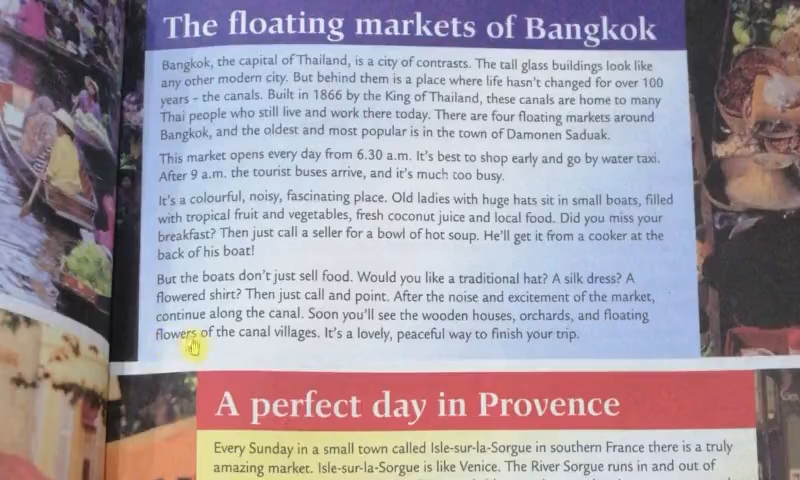 The floating markets of Bangkok
Bangkok, the capital of Thailand, is a city of contrasts. The tall glass buildings look like
any other modern city. But behind them is a place where life hasn't changed for over 100
years – the canals. Built in 1866 by the King of Thailand, these canals are home to many
Thai people who still live and work there today. There are four floating markets around
Bangkok, and the oldest and most popular is in the town of Damonen Saduak.
This market opens every day from 6.30 a.m. It's best to shop early and go by water taxi.
After 9 a.m. the tourist buses arrive, and it's much too busy.
It's a colourful, noisy, fascinating place. Old ladies with huge hats sit in small boats, filled
with tropical fruit and vegetables, fresh coconut juice and local food. Did you miss your
breakfast? Then just call a seller for a bowl of hot soup. He'll get it from a cooker at the
back of his boat!
But the boats don't just sell food. Would you like a traditional hat? A silk dress? A
flowered shirt? Then just call and point. After the noise and excitement of the market,
continue along the canal. Soon you'll see the wooden houses, orchards, and floating
flowers of the canal villages. It's a lovely, peaceful way to finish your trip.
A perfect day in Provence
Every Sunday in a small town called Isle-sur-la-Sorgue in southern France there is a truly
amazing market. Isle-sur-la-Sorgue is like Venice. The River Sorgue runs in and out of